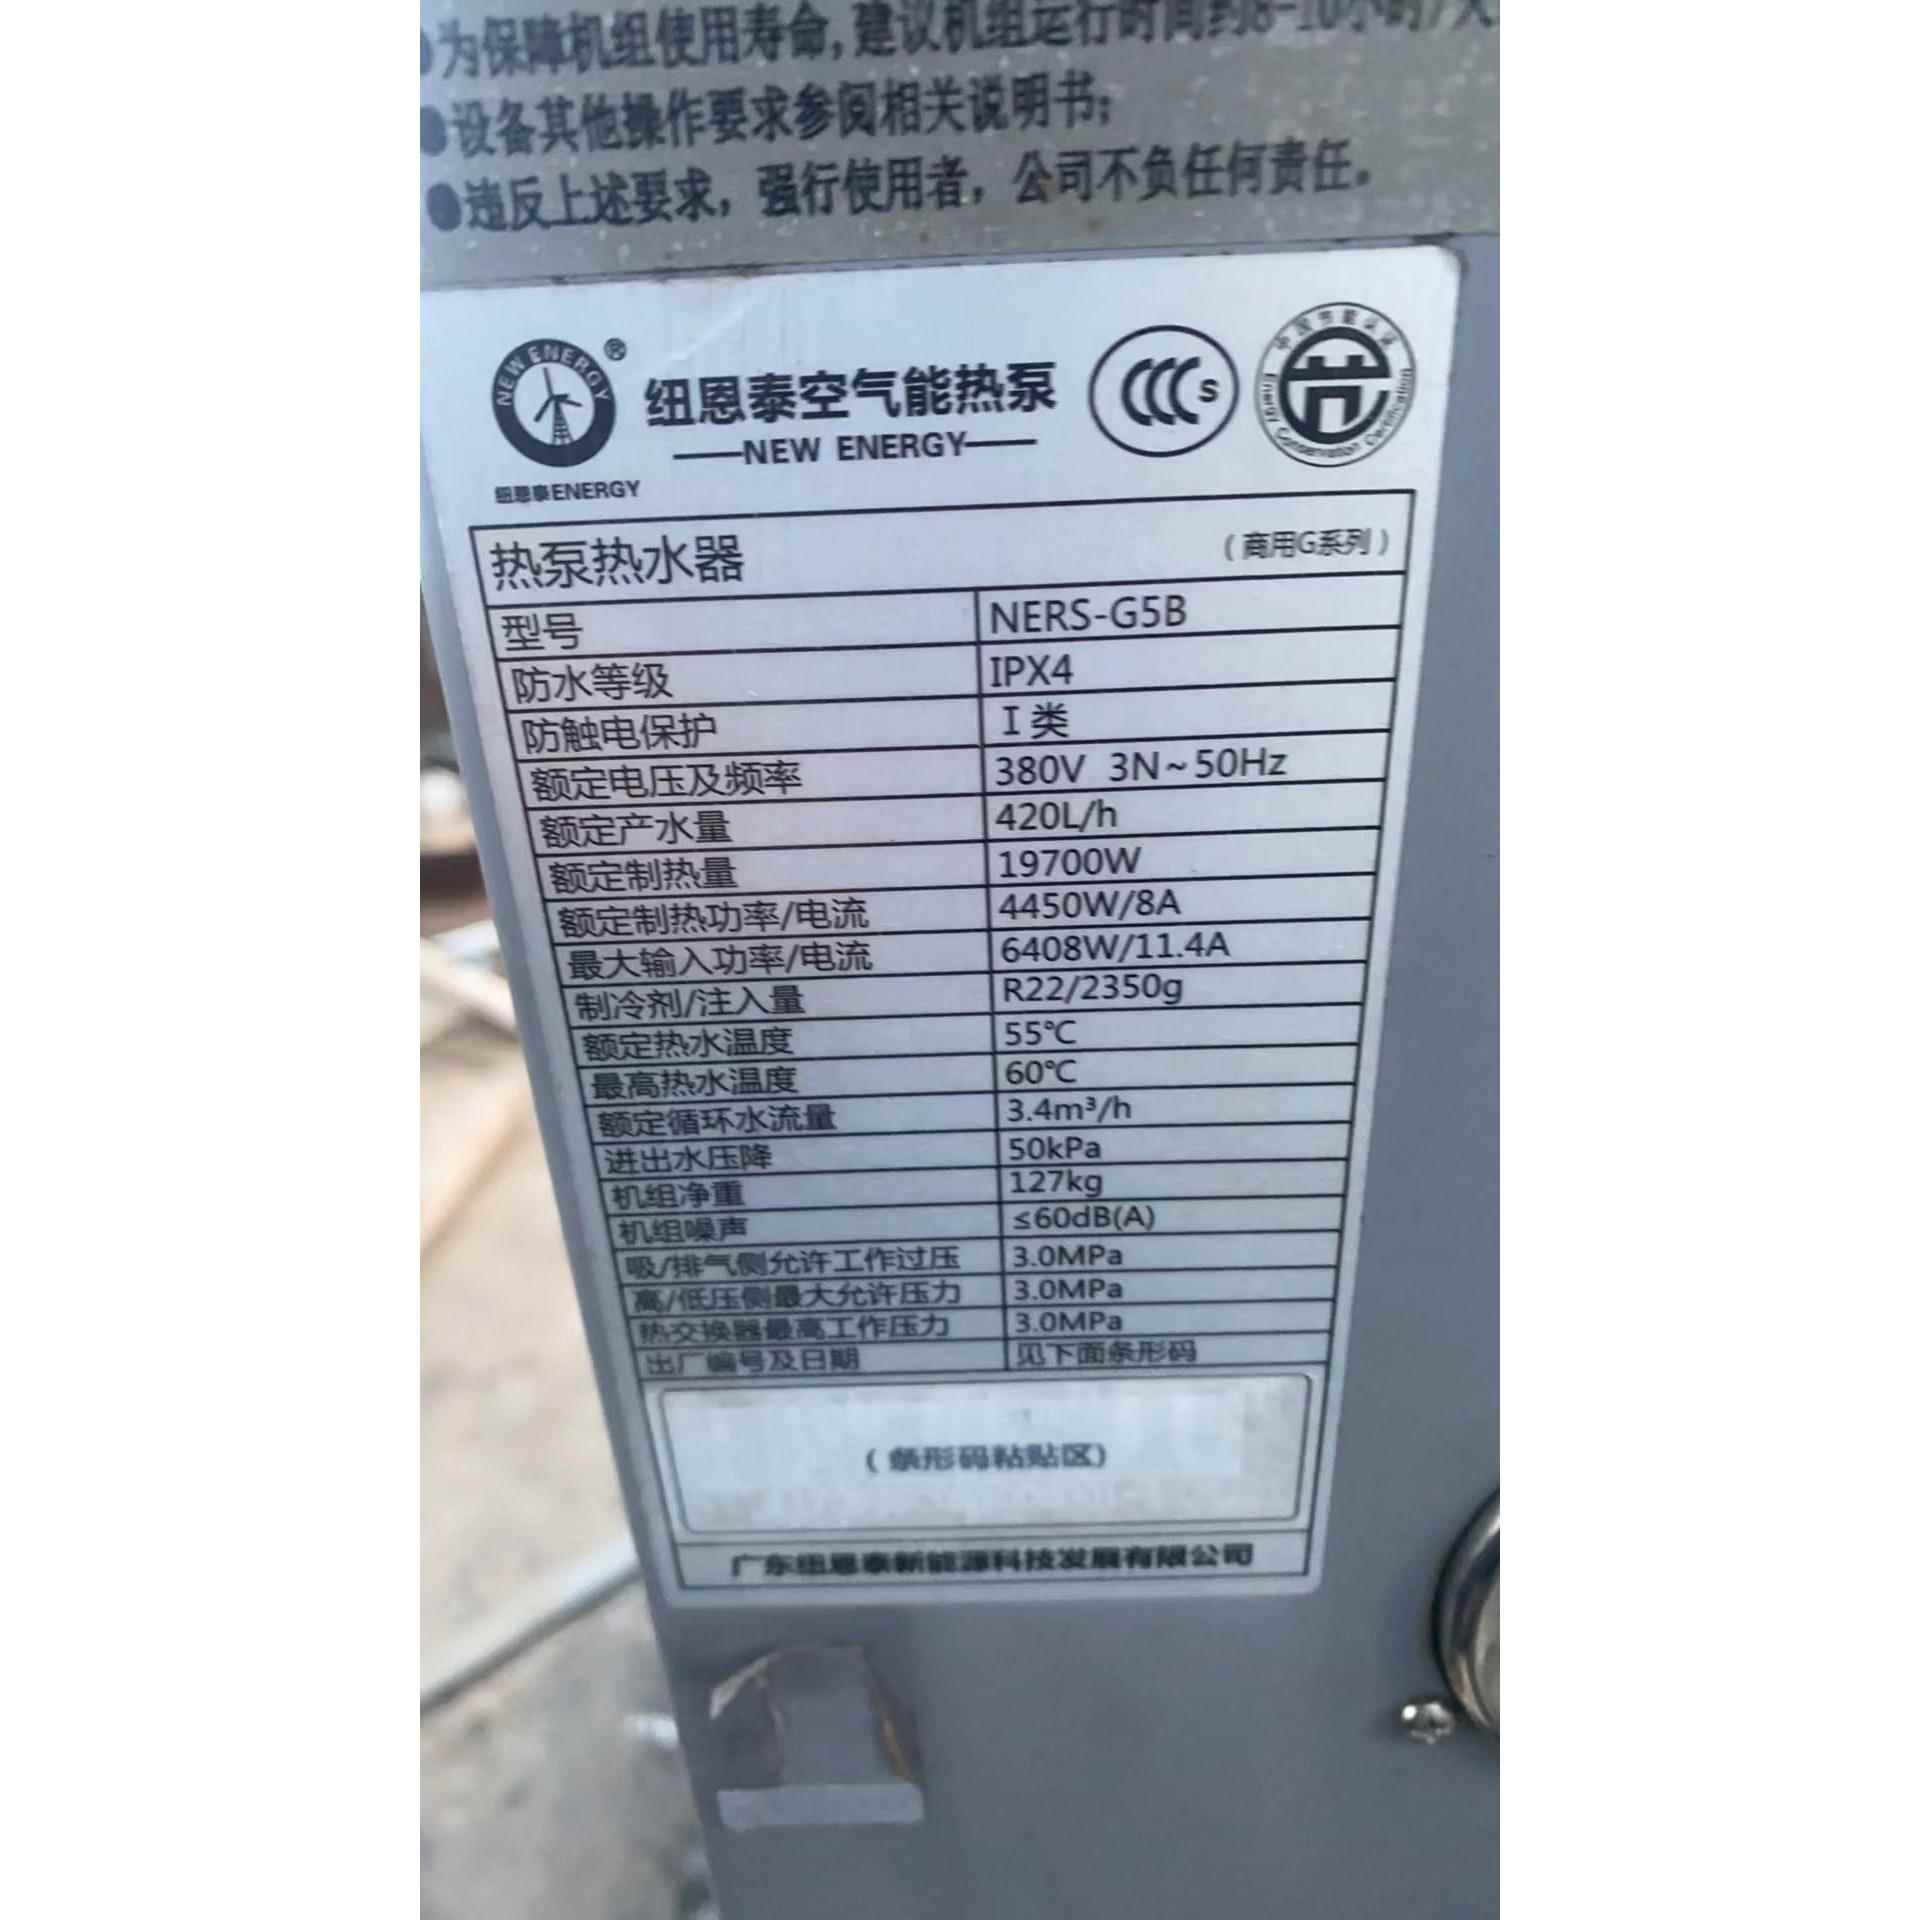 ●为保障机组使用寿命,建议机组运行时间约8-10小时/天
●设备其他操作要求参阅相关说明书;
●违反上述要求，强行使用者，公司不负任何责任。
NEW ENERGY ®
纽恩泰ENERGY
纽恩泰空气能热泵
NEW ENERGY
CCC S
中国节能认证
Energy Conservation Certification
热泵热水器 (商用G系列)
型号 NERS-G5B
防水等级 IPX4
防触电保护 I 类
额定电压及频率 380V 3N~50Hz
额定产水量 420L/h
额定制热量 19700W
额定制热功率/电流 4450W/8A
最大输入功率/电流 6408W/11.4A
制冷剂/注入量 R22/2350g
额定热水温度 55℃
最高热水温度 60℃
额定循环水流量 3.4m³/h
进出水压降 50kPa
机组净重 127kg
机组噪声 ≤60dB(A)
吸/排气侧允许工作过压 3.0MPa
高/低压侧最大允许压力 3.0MPa
热交换器最高工作压力 3.0MPa
出厂编号及日期 见下面条形码
(条形码粘贴区)
广东纽恩泰新能源科技发展有限公司